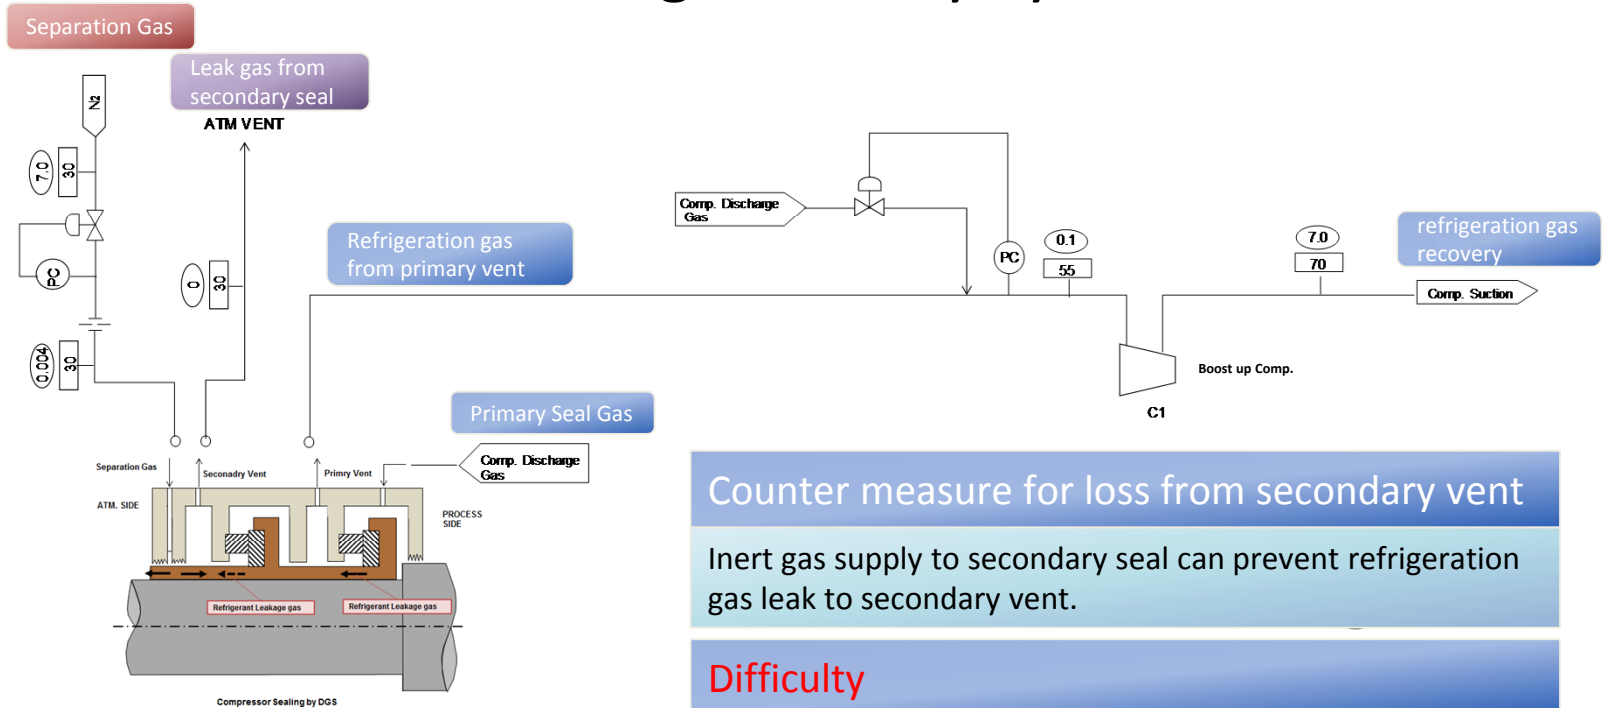 Separation Gas
Leak gas from
secondary seal
ATM VENT
N2
7.0
30
PC
0
30
0.004
30
Refrigeration gas
from primary vent
Comp. Discharge
Gas
PC
0.1
55
7.0
70
refrigeration gas
recovery
Comp. Suction
Boost up Comp.
C1
Primary Seal Gas
Comp. Discharge
Gas
Separation Gas
Seconadry Vent
Primry Vent
ATM. SIDE
PROCESS
SIDE
Refrigerant Leakage gas
Refrigerant Leakage gas
Compressor Sealing by DGS
Counter measure for loss from secondary vent
Inert gas supply to secondary seal can prevent refrigeration
gas leak to secondary vent.
Difficulty